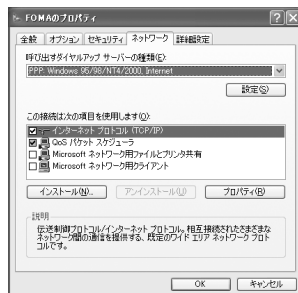 FOMAのプロパティ
全般 オプション セキュリティ ネットワーク 詳細設定
呼び出すダイヤルアップ サーバーの種類(E):
PPP: Windows 95/98/NT4/2000, Internet
設定(S)
この接続は次の項目を使用します(O):
インターネット プロトコル (TCP/IP)
QoS パケット スケジューラ
Microsoft ネットワーク用ファイルとプリンタ共有
Microsoft ネットワーク用クライアント
インストール(N)... アンインストール(U) プロパティ(R)
説明
伝送制御プロトコル/インターネット プロトコル。相互接続されたさまざまな
ネットワーク間の通信を提供する、既定のワイド エリア ネットワーク プロト
コルです。
OK キャンセル